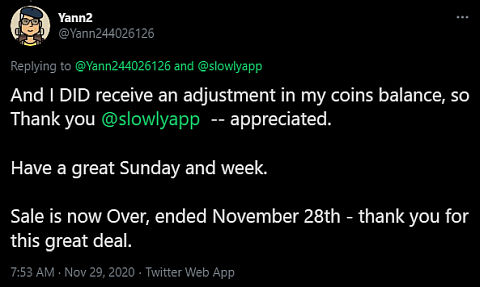 Yann2
@Yann244026126
Replying to @Yann244026126 and @slowlyapp
And I DID receive an adjustment in my coins balance, so
Thank you @slowlyapp -- appreciated.
Have a great Sunday and week.
Sale is now Over, ended November 28th - thank you for
this great deal.
7:53 AM · Nov 29, 2020 · Twitter Web App